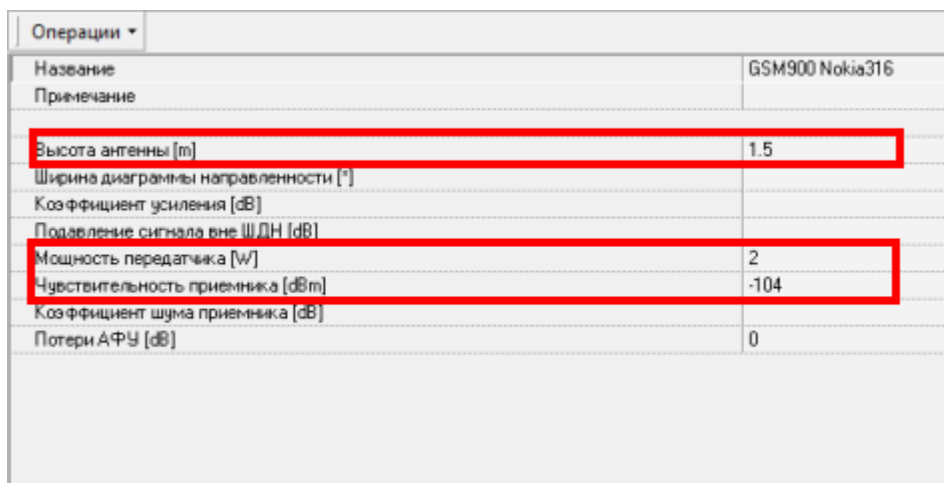 Операции
Название GSM900 Nokia316
Примечание
Высота антенны [m] 1.5
Ширина диаграммы направленности [°]
Коэффициент усиления [dB]
Подавление сигнала вне ШДН [dB]
Мощность передатчика [W] 2
Чувствительность приемника [dBm] -104
Коэффициент шума приемника [dB]
Потери АФУ [dB] 0